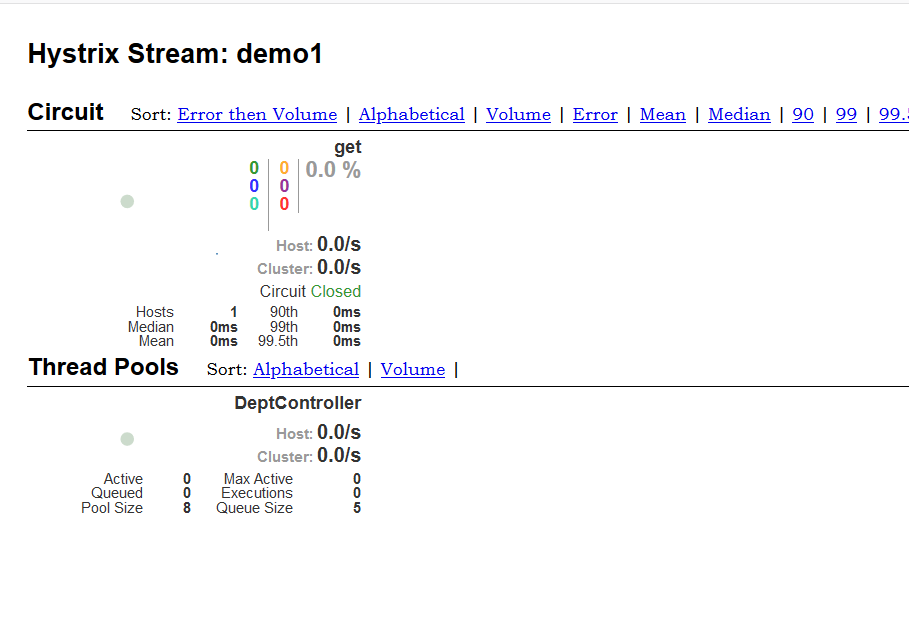 Hystrix Stream: demo1
Circuit Sort: Error then Volume | Alphabetical | Volume | Error | Mean | Median | 90 | 99 | 99.
get
0 0 0.0 %
0 0
0 0
Host: 0.0/s
Cluster: 0.0/s
Circuit Closed
Hosts 1 90th 0ms
Median 0ms 99th 0ms
Mean 0ms 99.5th 0ms
Thread Pools Sort: Alphabetical | Volume |
DeptController
Host: 0.0/s
Cluster: 0.0/s
Active 0 Max Active 0
Queued 0 Executions 0
Pool Size 8 Queue Size 5